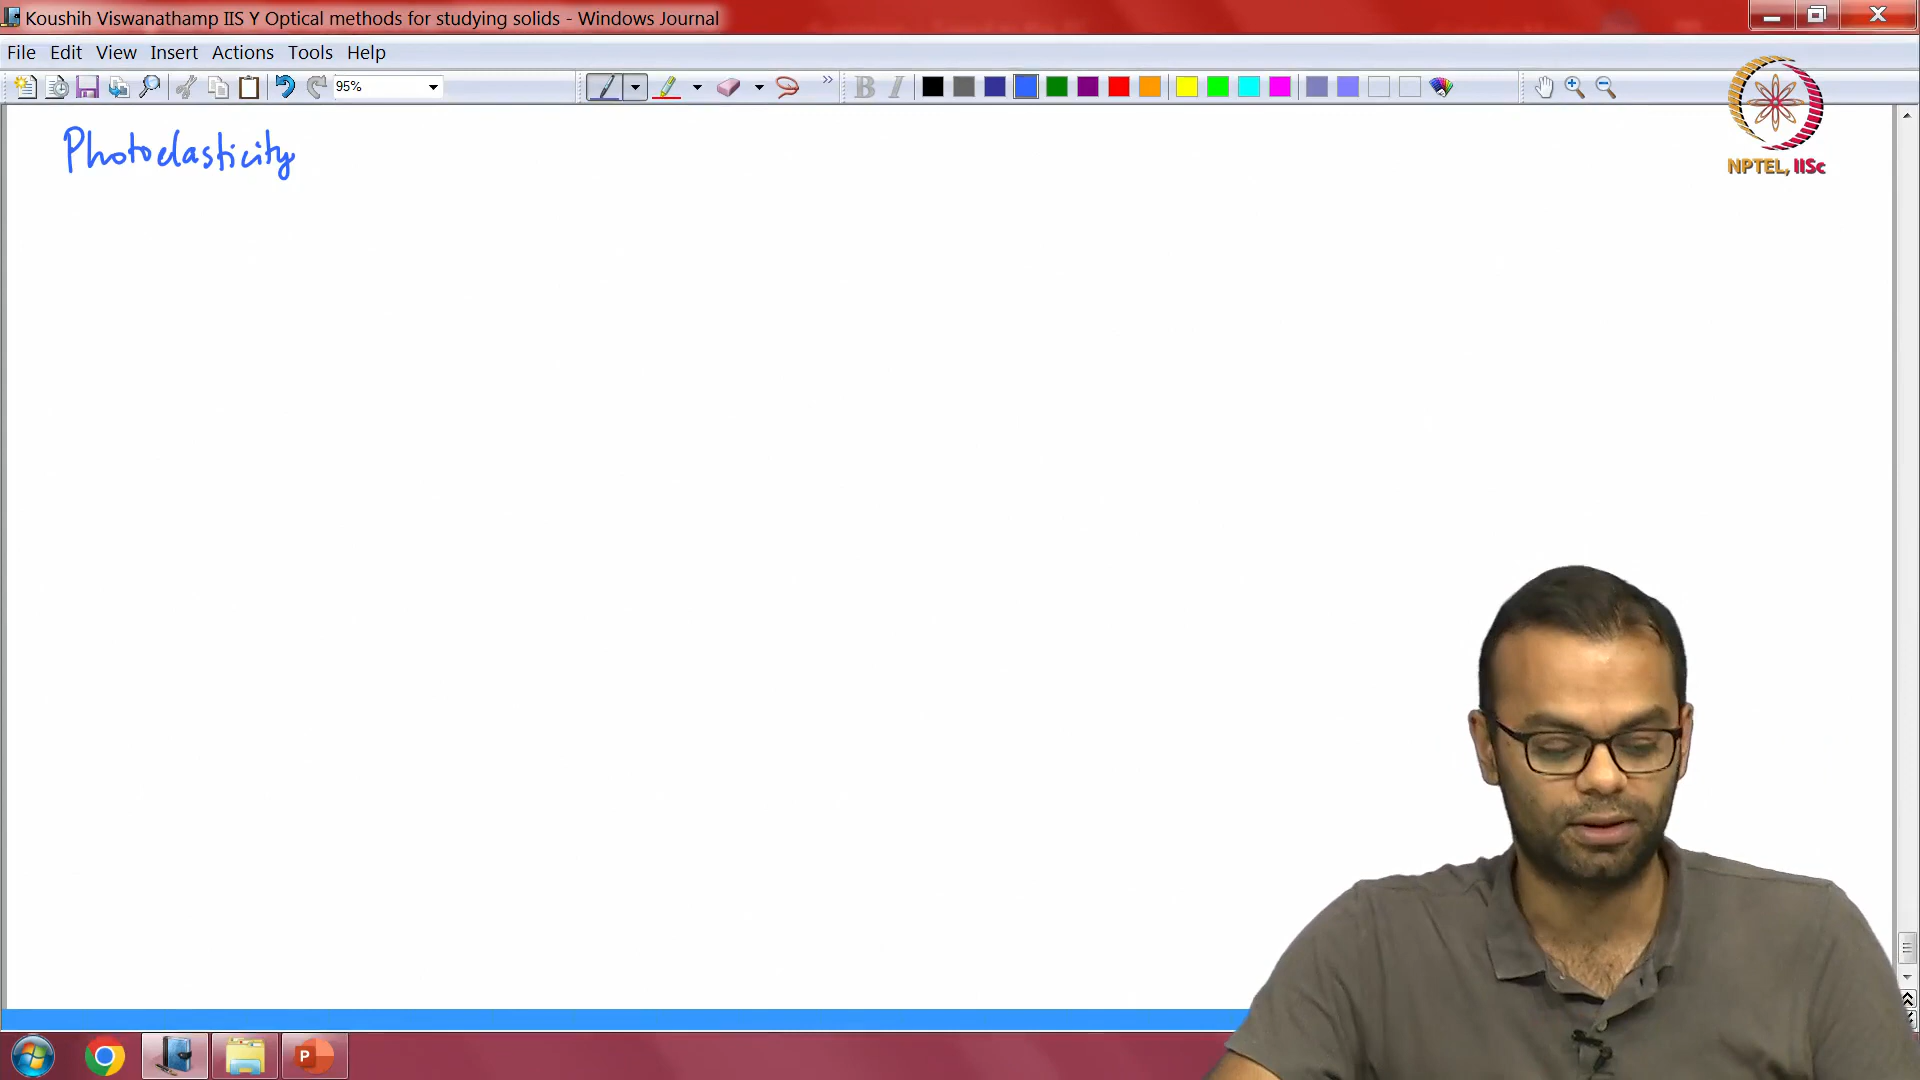 Koushih Viswanathamp IIS Y Optical methods for studying solids - Windows Journal
File Edit View Insert Actions Tools Help
95%
B I
Photoelasticity
NPTEL, IISc
P